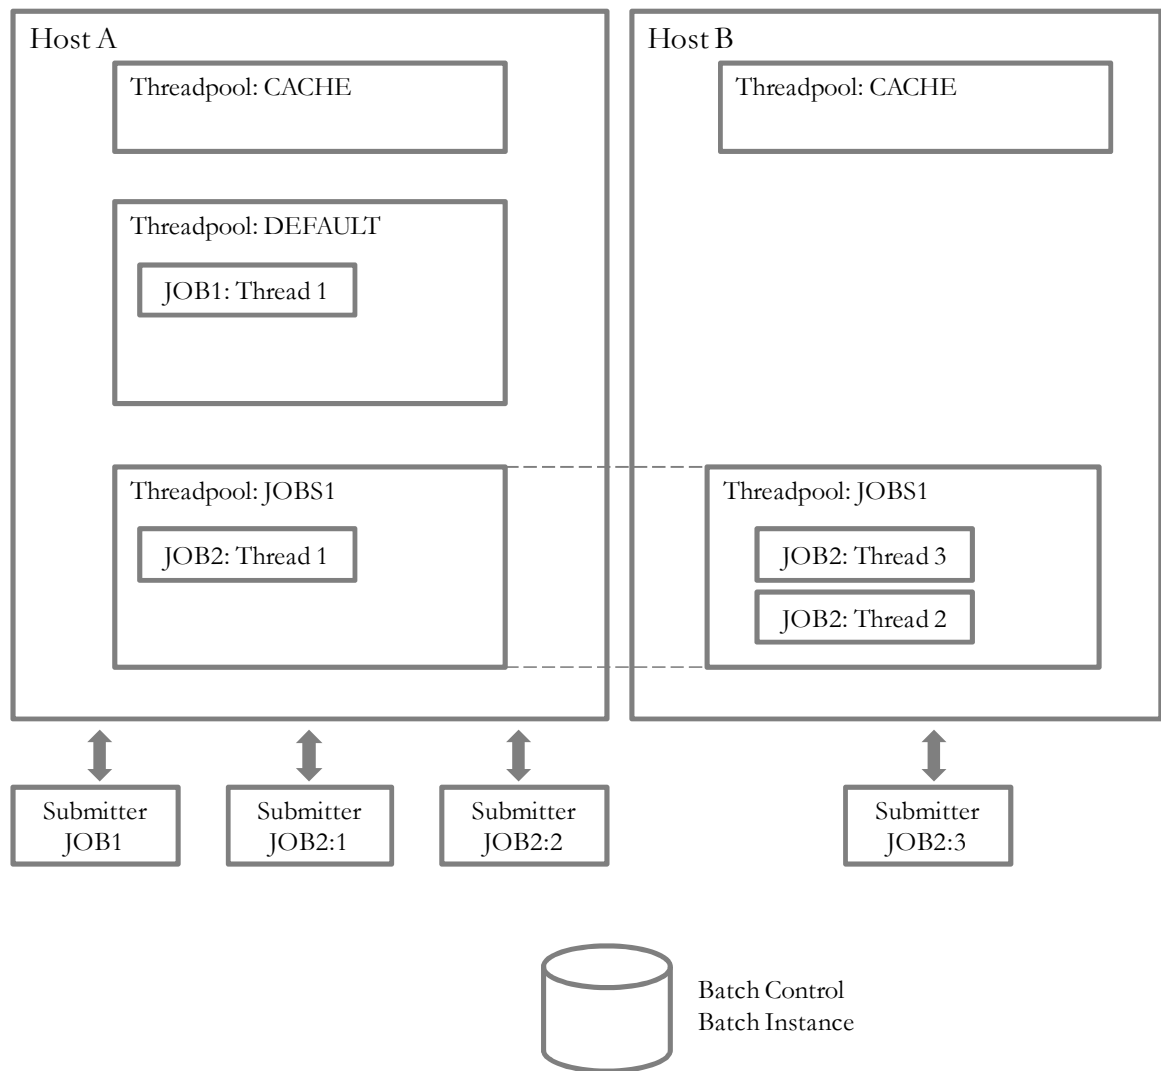 Host A
Threadpool: CACHE
Threadpool: DEFAULT
JOB1: Thread 1
Threadpool: JOBS1
JOB2: Thread 1
Host B
Threadpool: CACHE
Threadpool: JOBS1
JOB2: Thread 3
JOB2: Thread 2
Submitter
JOB1
Submitter
JOB2:1
Submitter
JOB2:2
Submitter
JOB2:3
Batch Control
Batch Instance